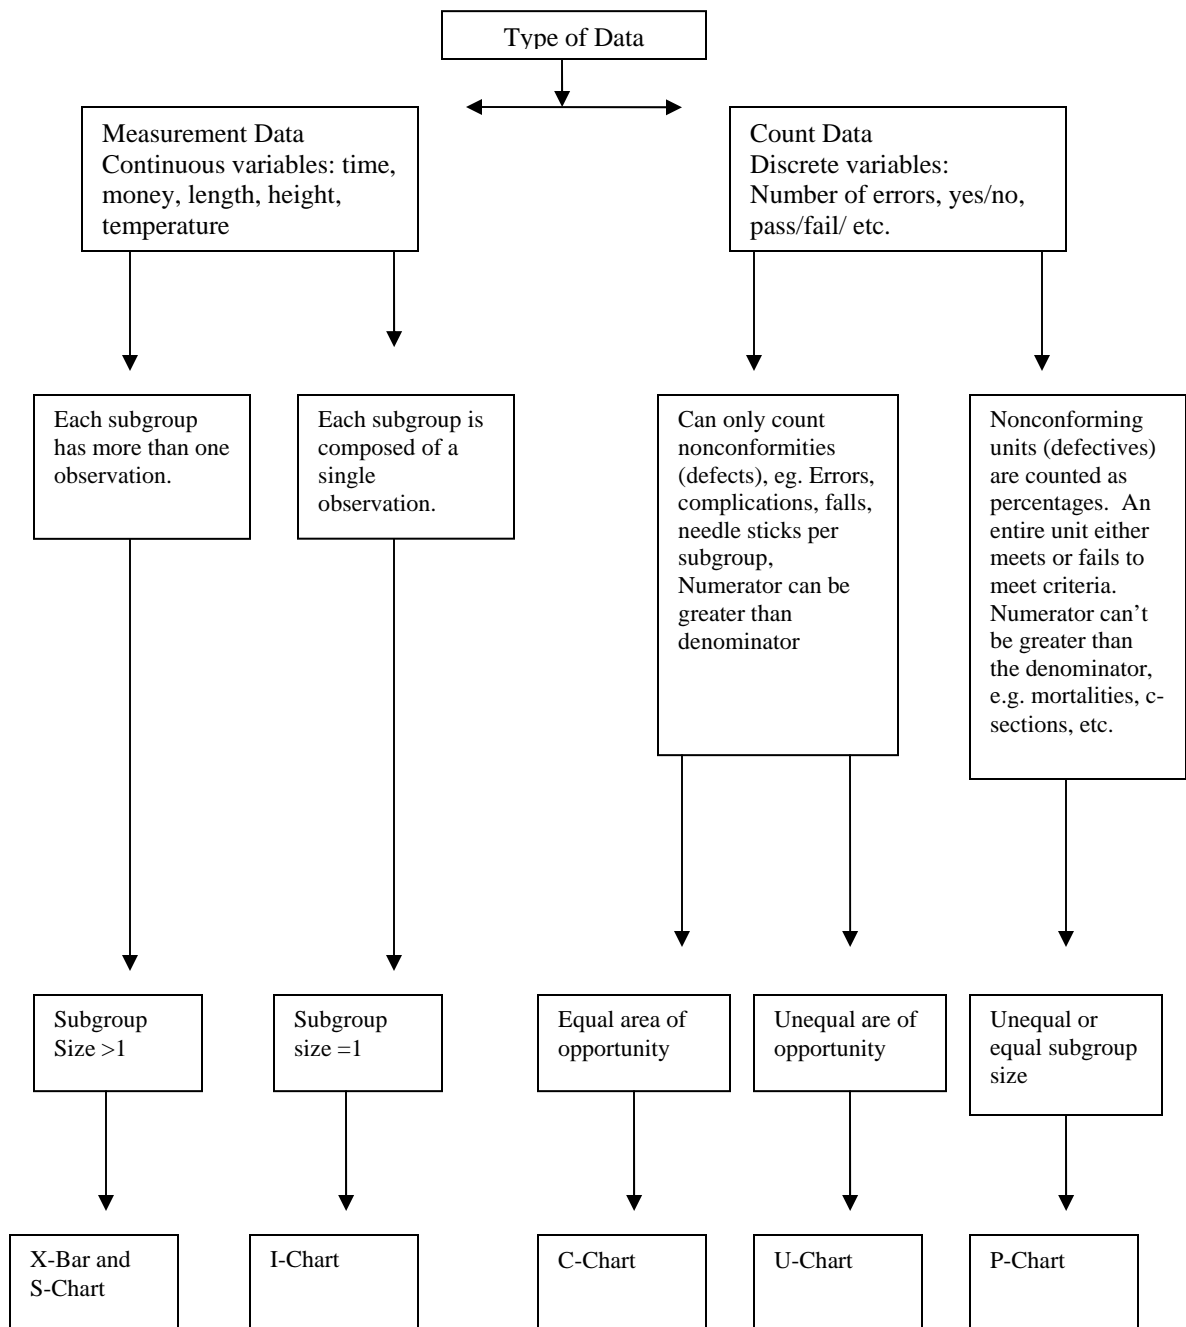 Type of Data
Measurement Data
Continuous variables: time,
money, length, height,
temperature
Count Data
Discrete variables:
Number of errors, yes/no,
pass/fail/ etc.
Each subgroup
has more than one
observation.
Each subgroup is
composed of a
single
observation.
Can only count
nonconformities
(defects), eg. Errors,
complications, falls,
needle sticks per
subgroup,
Numerator can be
greater than
denominator
Nonconforming
units (defectives)
are counted as
percentages.  An
entire unit either
meets or fails to
meet criteria.
Numerator can’t
be greater than
the denominator,
e.g. mortalities, c-
sections, etc.
Subgroup
Size >1
Subgroup
size =1
Equal area of
opportunity
Unequal are of
opportunity
Unequal or
equal subgroup
size
X-Bar and
S-Chart
I-Chart
C-Chart
U-Chart
P-Chart